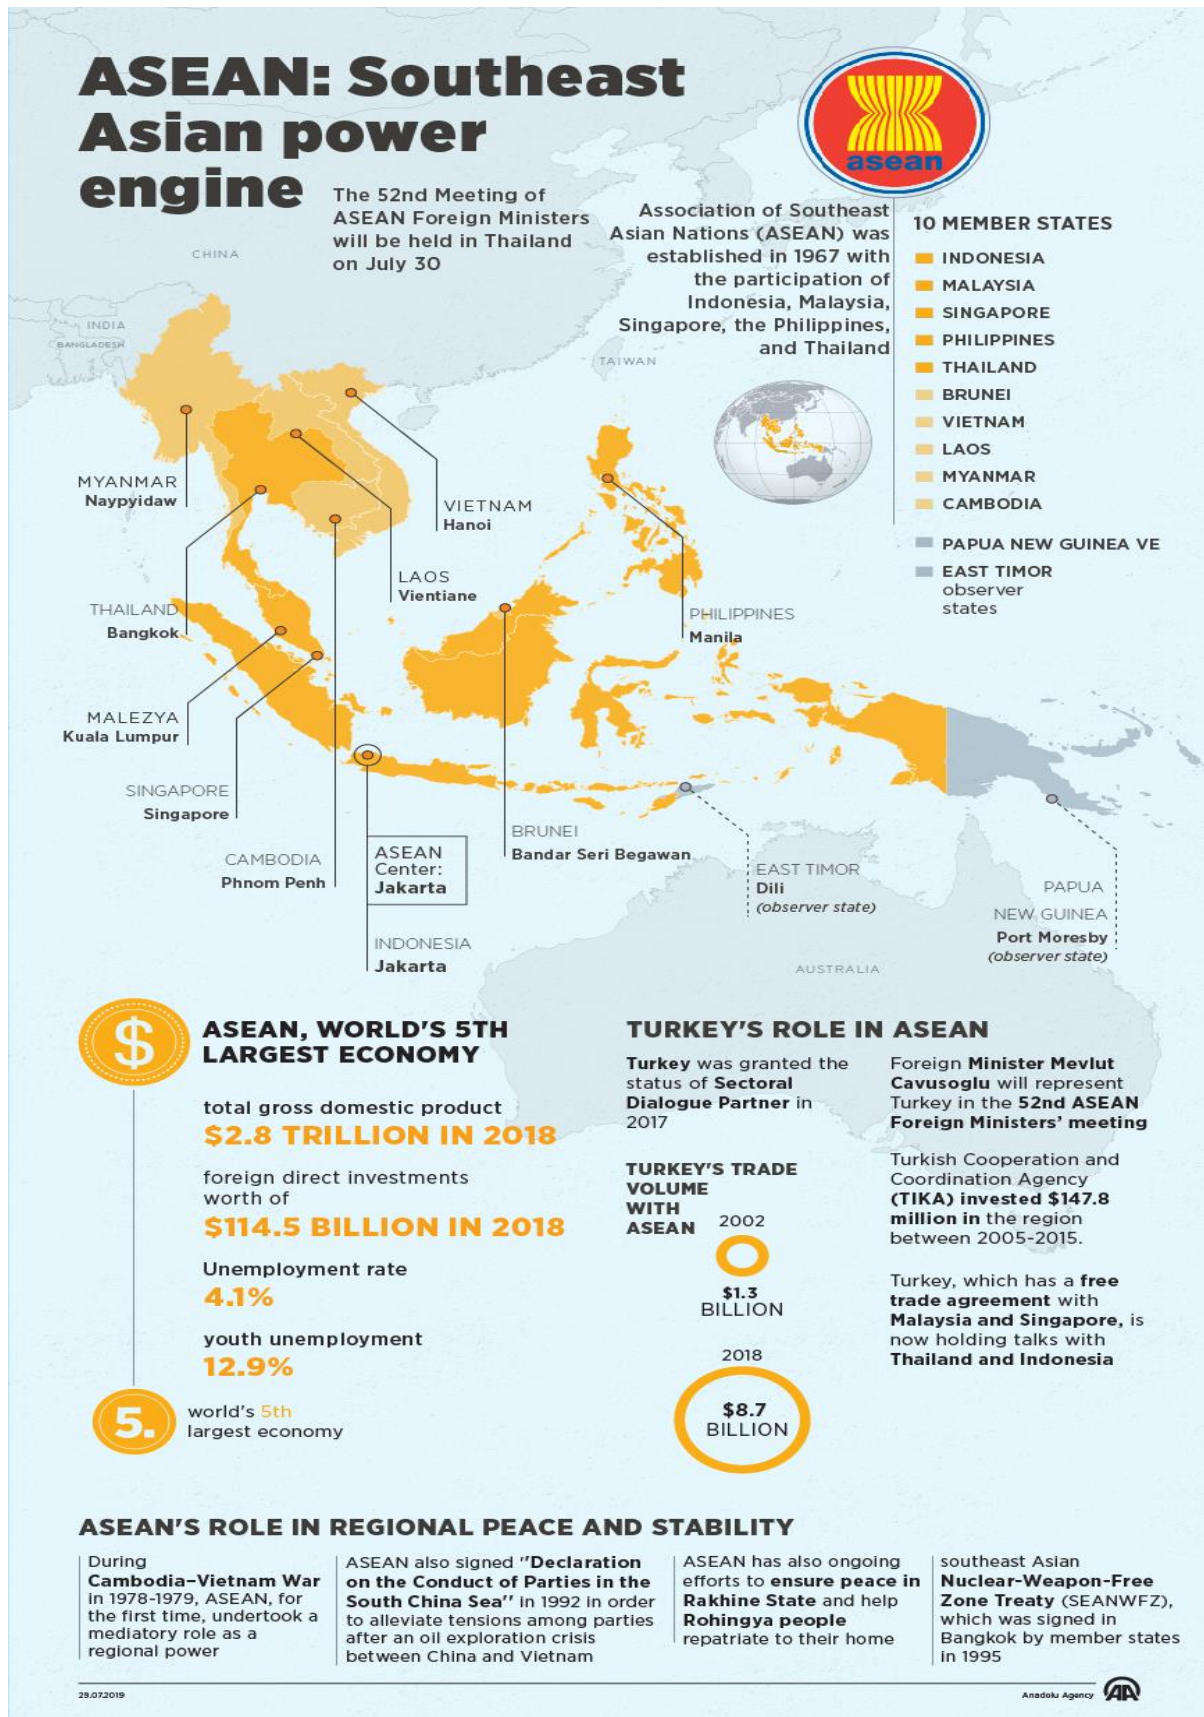 ASEAN: Southeast
Asian power
engine
The 52nd Meeting of
ASEAN Foreign Ministers
will be held in Thailand
on July 30
asean
Association of Southeast
Asian Nations (ASEAN) was
established in 1967 with
the participation of
Indonesia, Malaysia,
Singapore, the Philippines,
and Thailand
10 MEMBER STATES
INDONESIA
MALAYSIA
SINGAPORE
PHILIPPINES
THAILAND
BRUNEI
VIETNAM
LAOS
MYANMAR
CAMBODIA
PAPUA NEW GUINEA VE
EAST TIMOR
observer
states
CHINA
INDIA
BANGLADESH
TAIWAN
MYANMAR
Naypyidaw
VIETNAM
Hanoi
LAOS
Vientiane
THAILAND
Bangkok
PHILIPPINES
Manila
MALEZYA
Kuala Lumpur
SINGAPORE
Singapore
CAMBODIA
Phnom Penh
ASEAN
Center:
Jakarta
INDONESIA
Jakarta
BRUNEI
Bandar Seri Begawan
EAST TIMOR
Dili
(observer state)
PAPUA
NEW GUINEA
Port Moresby
(observer state)
AUSTRALIA
$
ASEAN, WORLD'S 5TH
LARGEST ECONOMY
total gross domestic product
$2.8 TRILLION IN 2018
foreign direct investments
worth of
$114.5 BILLION IN 2018
Unemployment rate
4.1%
youth unemployment
12.9%
5.
world's 5th
largest economy
TURKEY'S ROLE IN ASEAN
Turkey was granted the
status of Sectoral
Dialogue Partner in
2017
TURKEY'S TRADE
VOLUME
WITH
ASEAN
2002
$1.3
BILLION
2018
$8.7
BILLION
Foreign Minister Mevlut
Cavusoglu will represent
Turkey in the 52nd ASEAN
Foreign Ministers' meeting
Turkish Cooperation and
Coordination Agency
(TIKA) invested $147.8
million in the region
between 2005-2015.
Turkey, which has a free
trade agreement with
Malaysia and Singapore, is
now holding talks with
Thailand and Indonesia
ASEAN'S ROLE IN REGIONAL PEACE AND STABILITY
During
Cambodia–Vietnam War
in 1978-1979, ASEAN, for
the first time, undertook a
mediatory role as a
regional power
ASEAN also signed "Declaration
on the Conduct of Parties in the
South China Sea" in 1992 in order
to alleviate tensions among parties
after an oil exploration crisis
between China and Vietnam
ASEAN has also ongoing
efforts to ensure peace in
Rakhine State and help
Rohingya people
repatriate to their home
southeast Asian
Nuclear-Weapon-Free
Zone Treaty (SEANWFZ),
which was signed in
Bangkok by member states
in 1995
29.07.2019
Anadolu Agency AA